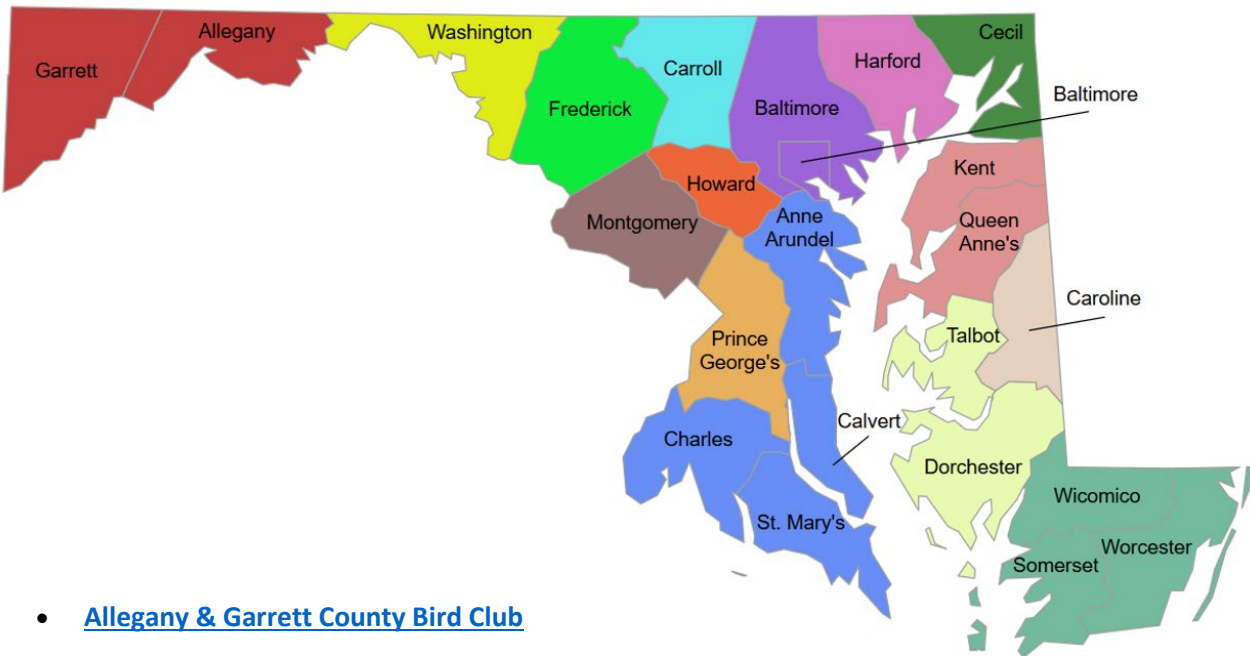 Garrett
Allegany
Washington
Frederick
Carroll
Baltimore
Harford
Cecil
Baltimore
Kent
Queen
Anne's
Caroline
Talbot
Howard
Montgomery
Anne
Arundel
Prince
George's
Charles
Calvert
St. Mary's
Dorchester
Wicomico
Worcester
Somerset
• Allegany & Garrett County Bird Club